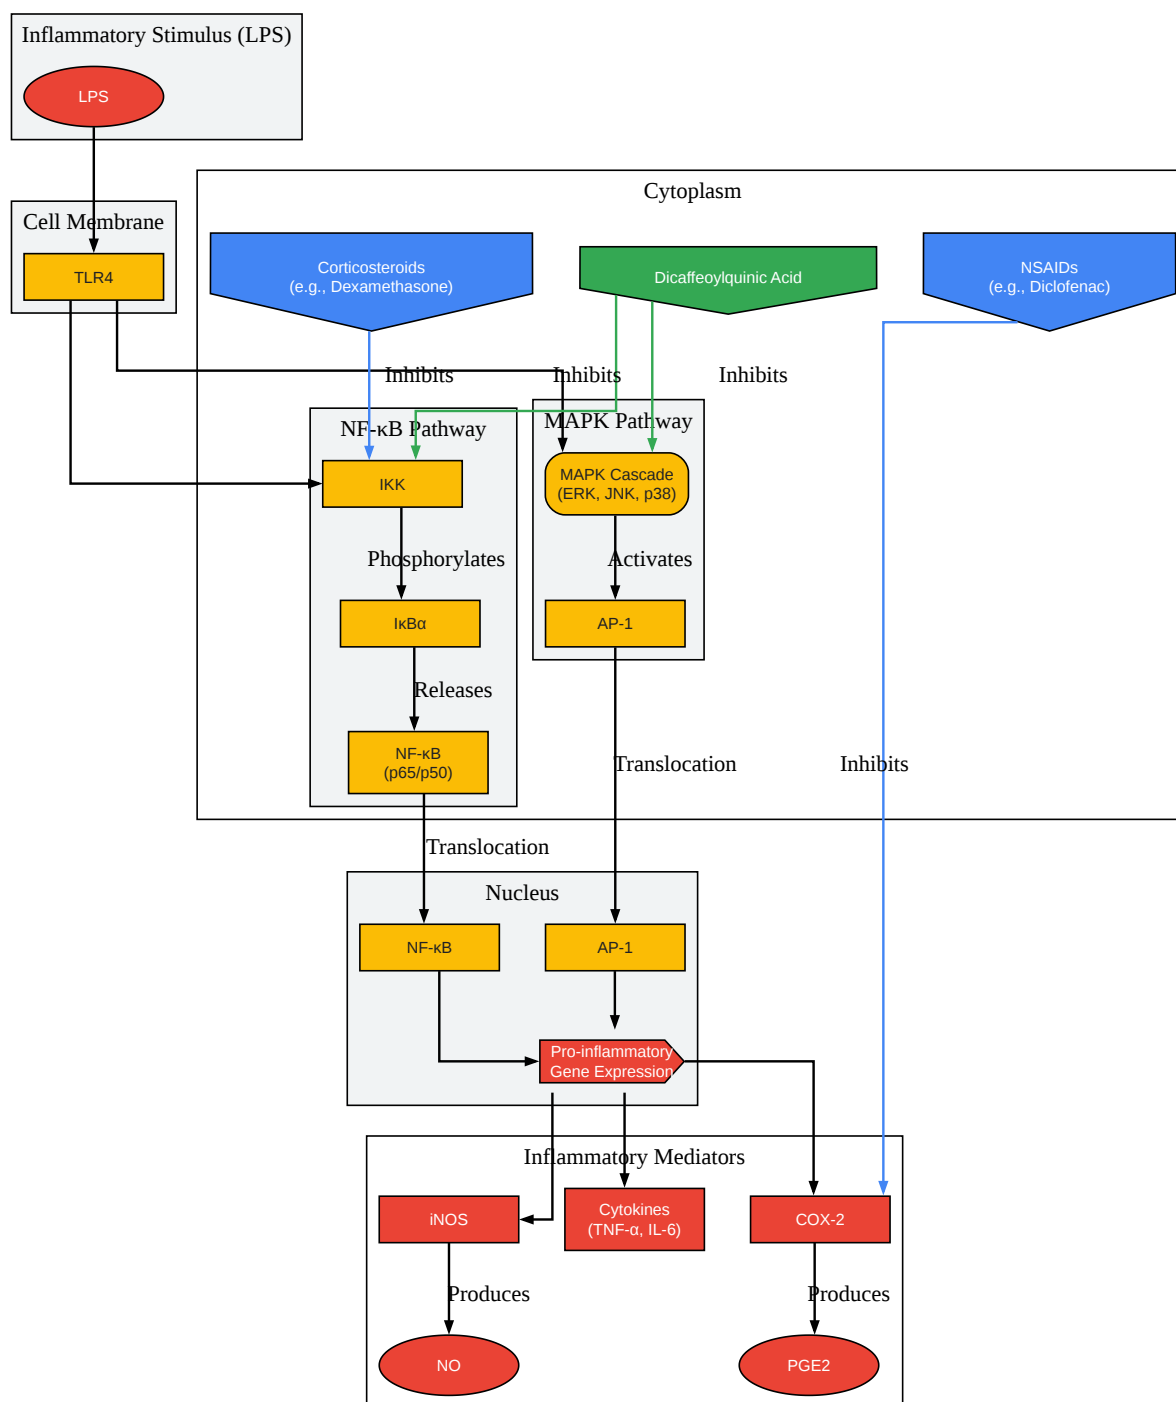 Inflammatory Stimulus (LPS)
LPS
Cytoplasm
Cell Membrane
TLR4
Corticosteroids
(e.g., Dexamethasone)
Dicaffeoylquinic Acid
NSAIDs
(e.g., Diclofenac)
Inhibits
Inhibits
Inhibits
NF-κB Pathway
MAPK Pathway
IKK
MAPK Cascade
(ERK, JNK, p38)
Phosphorylates
Activates
IκBα
AP-1
Releases
NF-κB
(p65/p50)
Translocation
Inhibits
Translocation
Nucleus
NF-κB
AP-1
Pro-inflammatory
Gene Expression
Inflammatory Mediators
iNOS
Cytokines
(TNF-α, IL-6)
COX-2
Produces
Produces
NO
PGE2